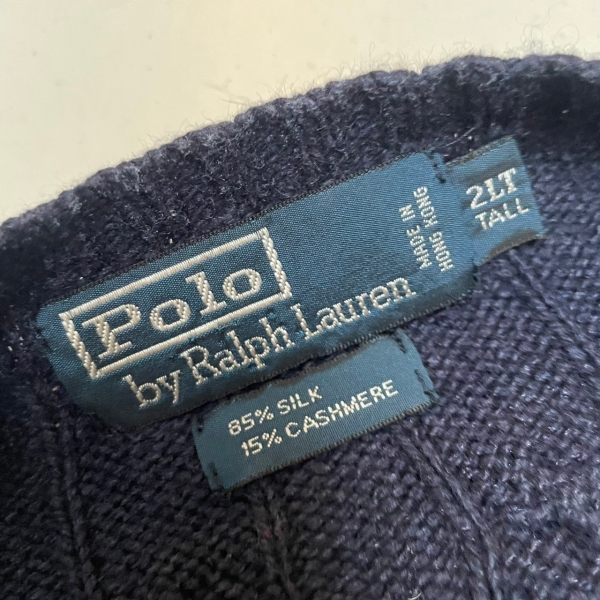 Polo
by Ralph Lauren
MADE IN
HONG KONG
2LT
TALL
85% SILK
15% CASHMERE